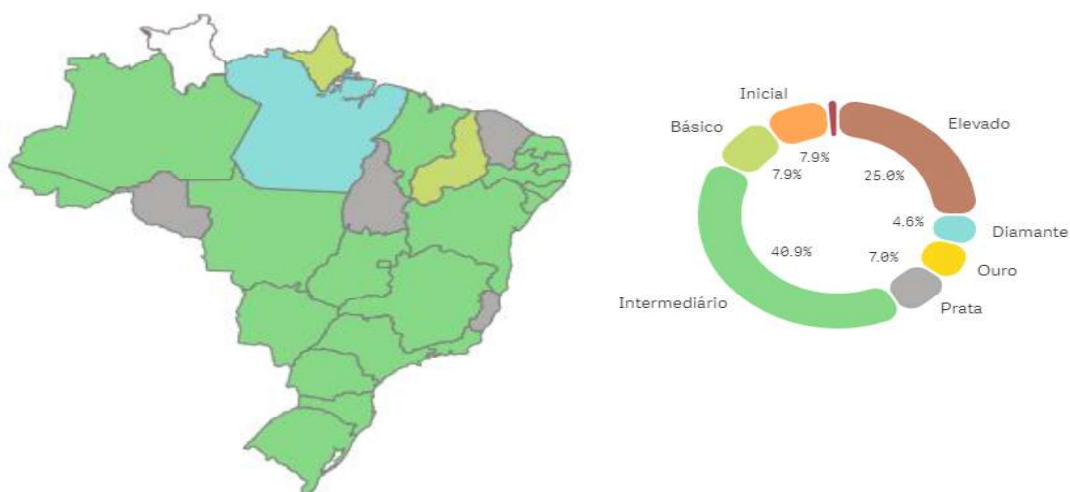 Inicial
Básico
Elevado
7.9%
7.9%
25.0%
4.6%
Diamante
40.9%
7.0%
Ouro
Intermediário
Prata